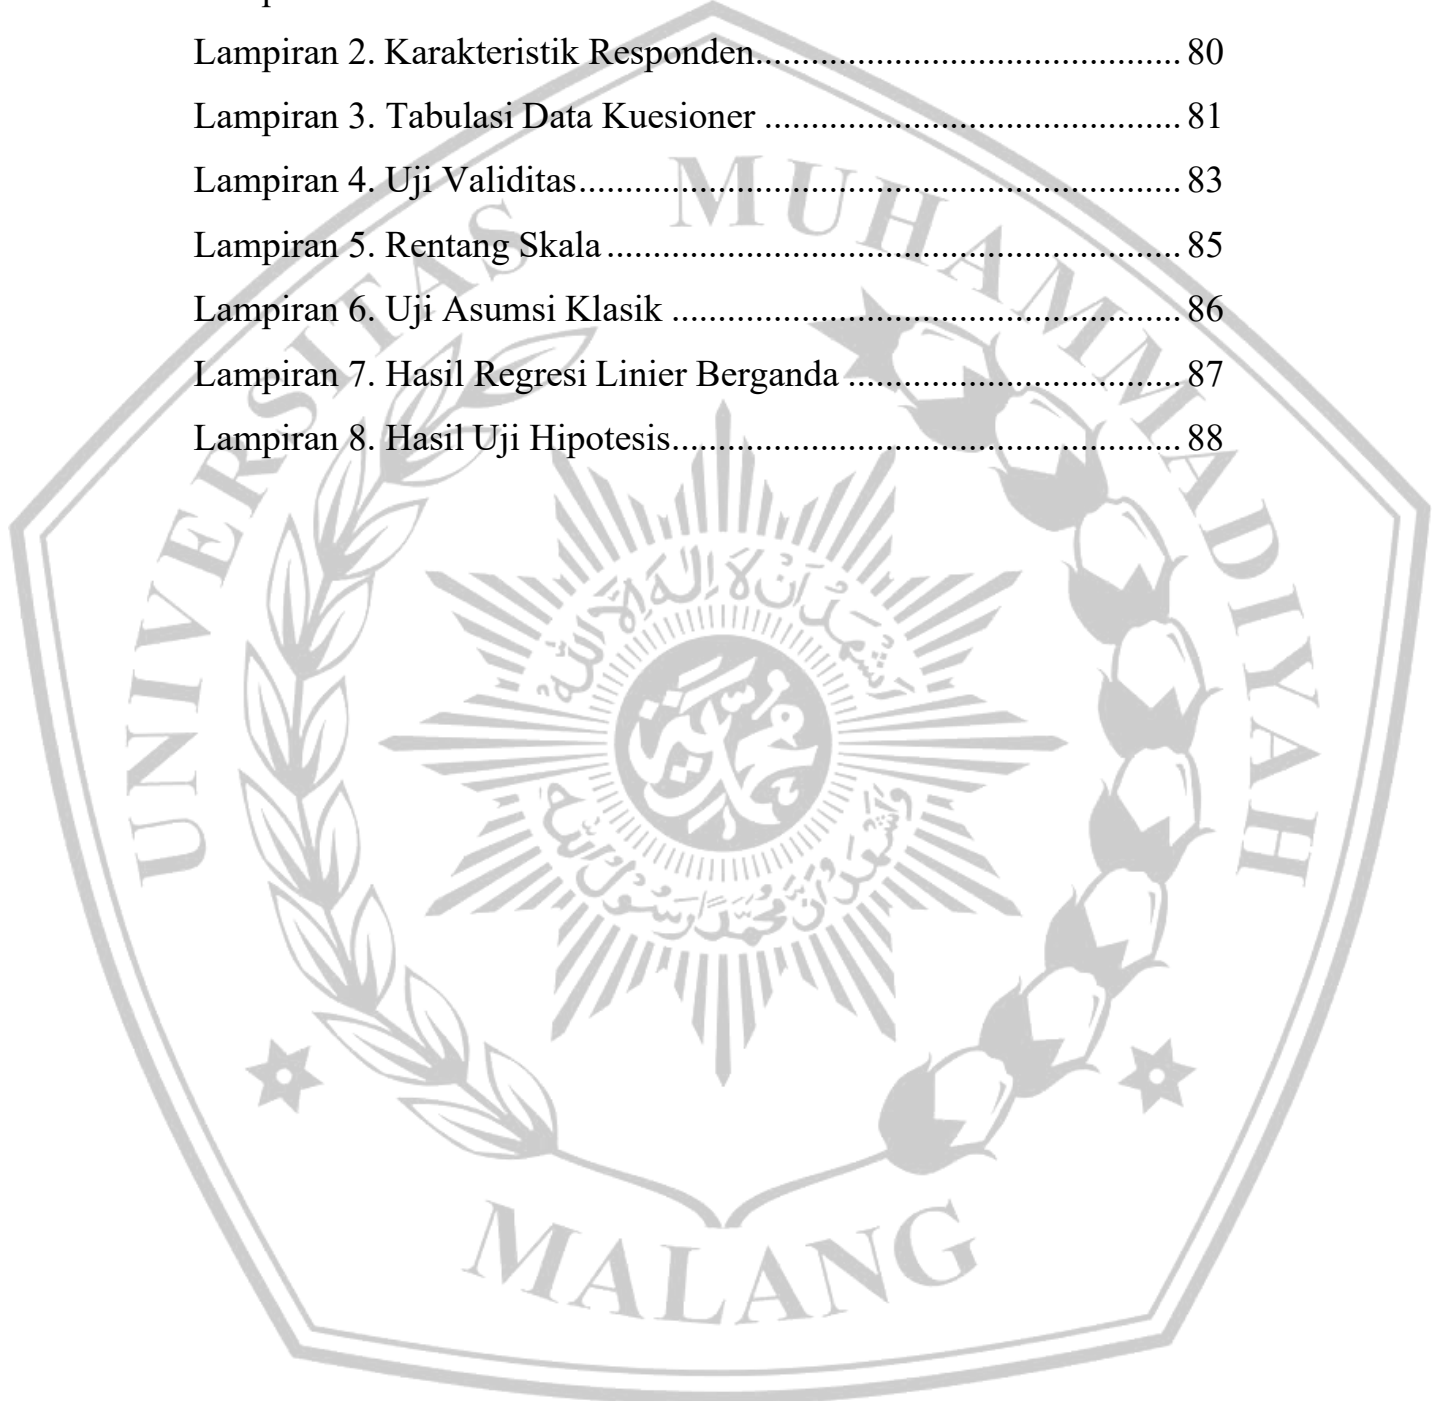 Lampiran 2. Karakteristik Responden............................................. 80
Lampiran 3. Tabulasi Data Kuesioner ............................................ 81
Lampiran 4. Uji Validitas................................................................ 83
Lampiran 5. Rentang Skala ............................................................. 85
Lampiran 6. Uji Asumsi Klasik ...................................................... 86
Lampiran 7. Hasil Regresi Linier Berganda ................................... 87
Lampiran 8. Hasil Uji Hipotesis...................................................... 88
UNIVERSITAS MUHAMMADIYAH
MALANG